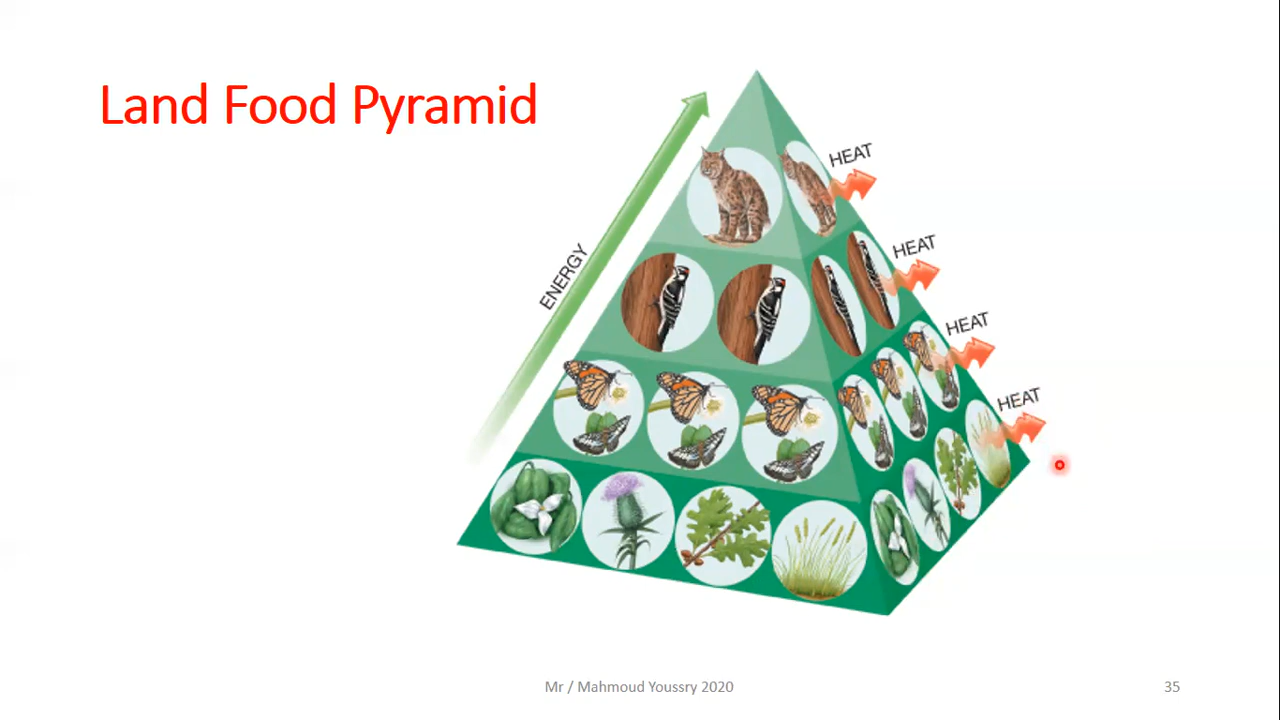 Land Food Pyramid
HEAT
HEAT
ENERGY
HEAT
HEAT
Mr / Mahmoud Youssry 2020
35